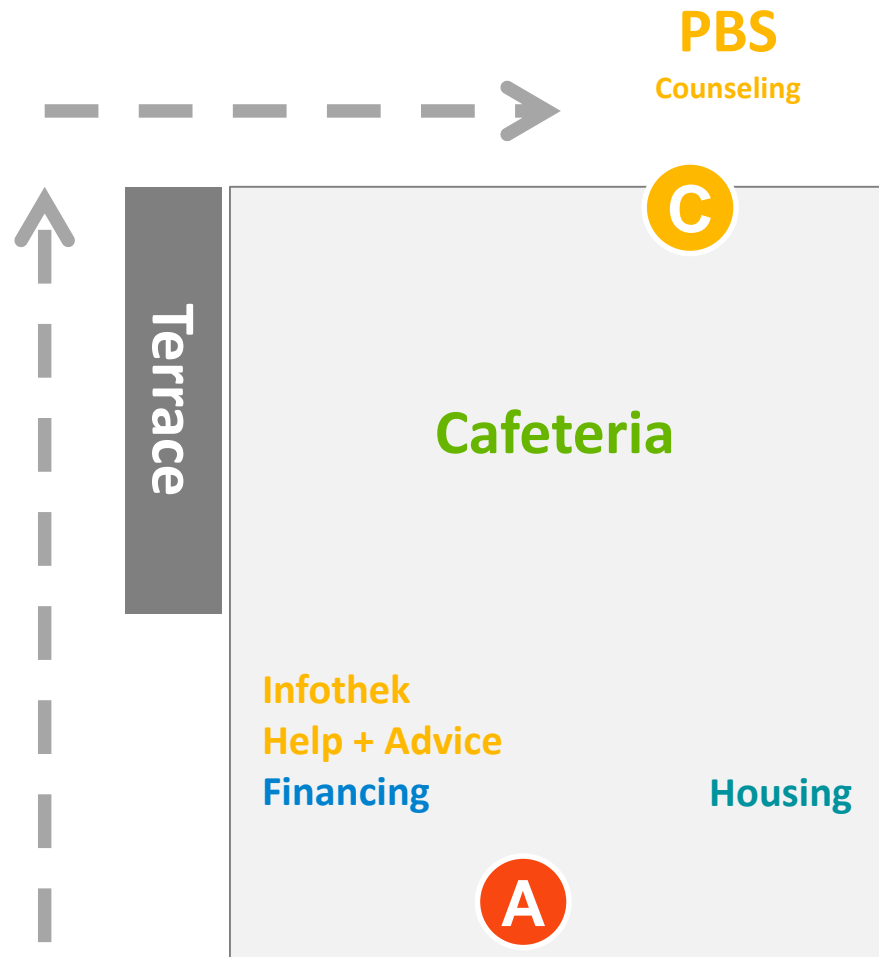 PBS
Counseling
C
Terrace
Cafeteria
Infothek
Help + Advice
Financing
Housing
A